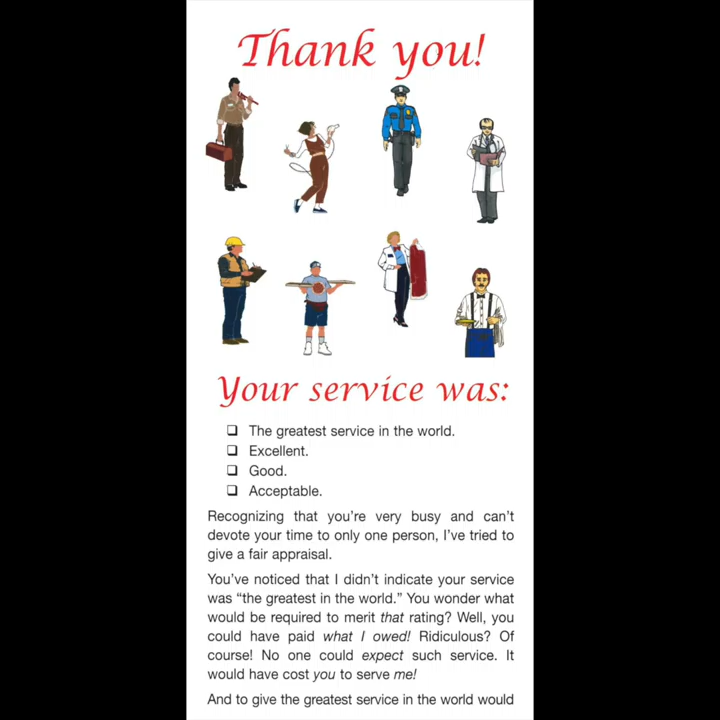 Thank you!
Your service was:
❑ The greatest service in the world.
❑ Excellent.
❑ Good.
❑ Acceptable.
Recognizing that you’re very busy and can’t
devote your time to only one person, I’ve tried to
give a fair appraisal.
You’ve noticed that I didn’t indicate your service
was “the greatest in the world.” You wonder what
would be required to merit that rating? Well, you
could have paid what I owed! Ridiculous? Of
course! No one could expect such service. It
would have cost you to serve me!
And to give the greatest service in the world would